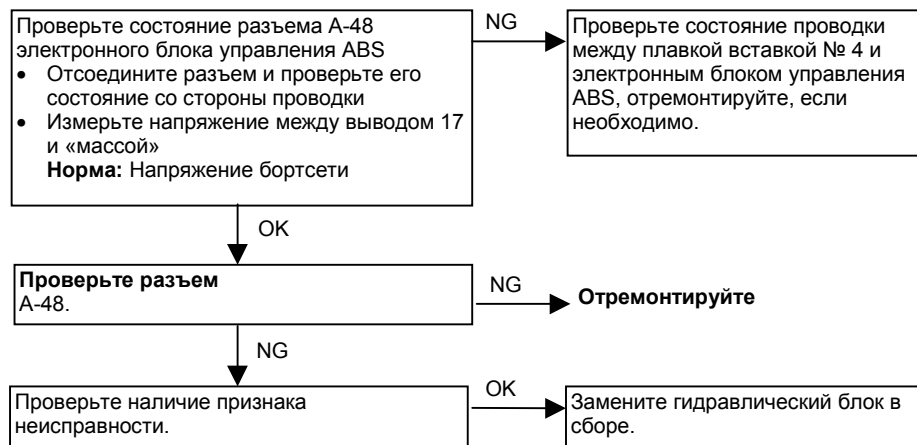 Проверьте состояние разъема А-48
электронного блока управления ABS
• Отсоедините разъем и проверьте его
состояние со стороны проводки
• Измерьте напряжение между выводом 17
и «массой»
Норма: Напряжение бортсети
NG
Проверьте состояние проводки
между плавкой вставкой № 4 и
электронным блоком управления
ABS, отремонтируйте, если
необходимо.
OK
Проверьте разъем
А-48.
NG
Отремонтируйте
NG
Проверьте наличие признака
неисправности.
OK
Замените гидравлический блок в
сборе.